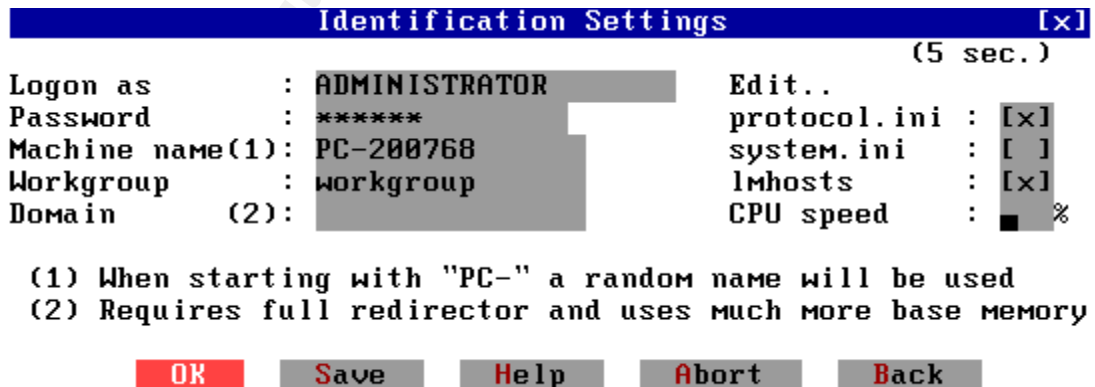 Identification Settings [x]
(5 sec.)
Logon as : ADMINISTRATOR Edit..
Password : ****** protocol.ini : [x]
Machine name(1): PC-200768 system.ini : [ ]
Workgroup : workgroup lmhosts : [x]
Domain (2): CPU speed : %
(1) When starting with "PC-" a random name will be used
(2) Requires full redirector and uses much more base memory
OK Save Help Abort Back